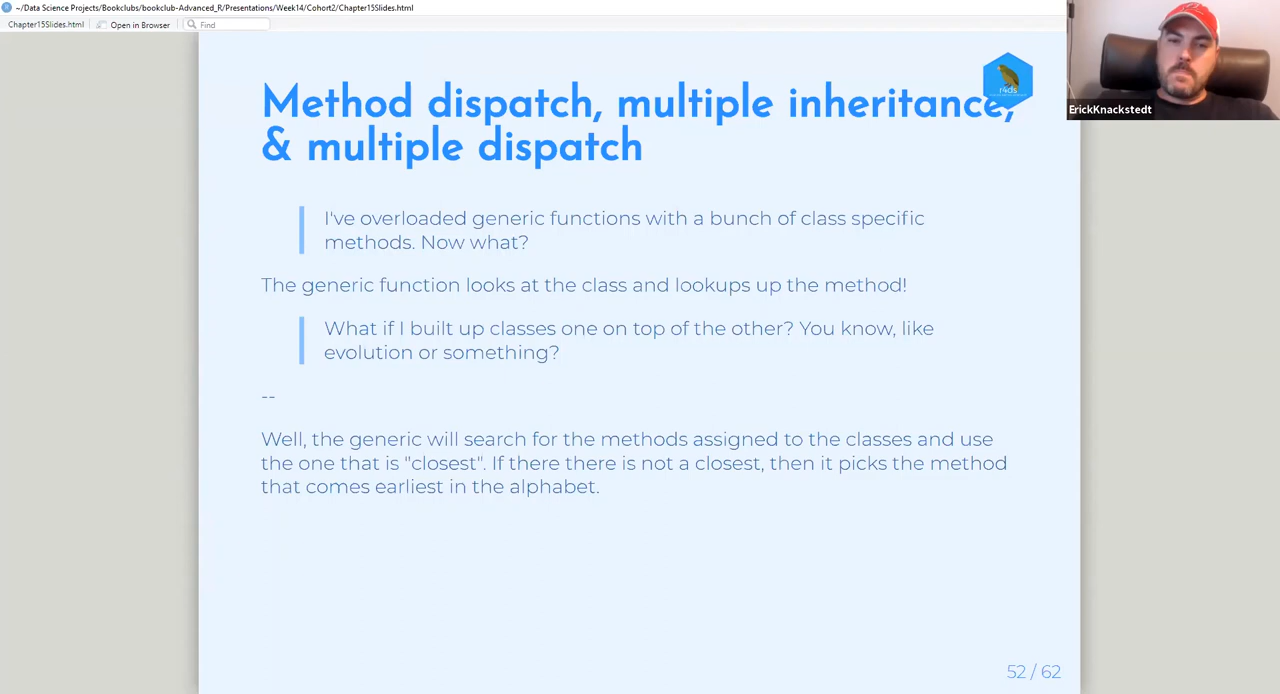 ~/Data Science Projects/Bookclubs/bookclub-Advanced_R/Presentations/Week14/Cohort2/Chapter15Slides.html
Chapter15Slides.html
Open in Browser
Find
ErickKnackstedt
r4ds
Method dispatch, multiple inheritance,
& multiple dispatch
I've overloaded generic functions with a bunch of class specific
methods. Now what?
The generic function looks at the class and lookups up the method!
What if I built up classes one on top of the other? You know, like
evolution or something?
--
Well, the generic will search for the methods assigned to the classes and use
the one that is "closest". If there there is not a closest, then it picks the method
that comes earliest in the alphabet.
52 / 62